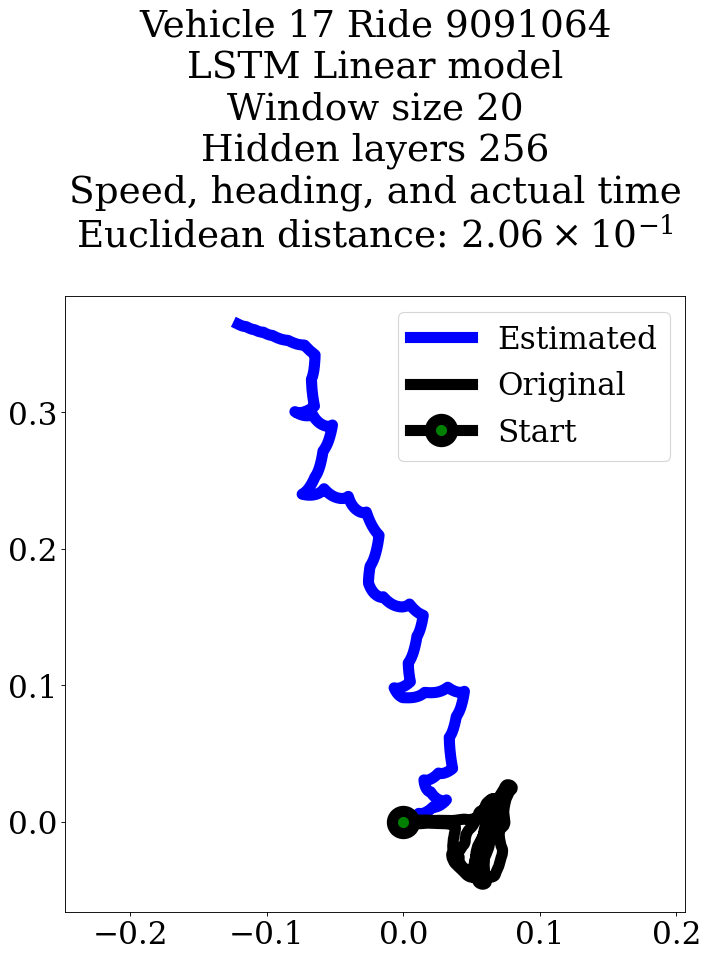 Vehicle 17 Ride 9091064
LSTM Linear model
Window size 20
Hidden layers 256
Speed, heading, and actual time
Euclidean distance: 2.06 × 10⁻¹
Estimated
Original
Start
0.3
0.2
0.1
0.0
−0.2 −0.1 0.0 0.1 0.2